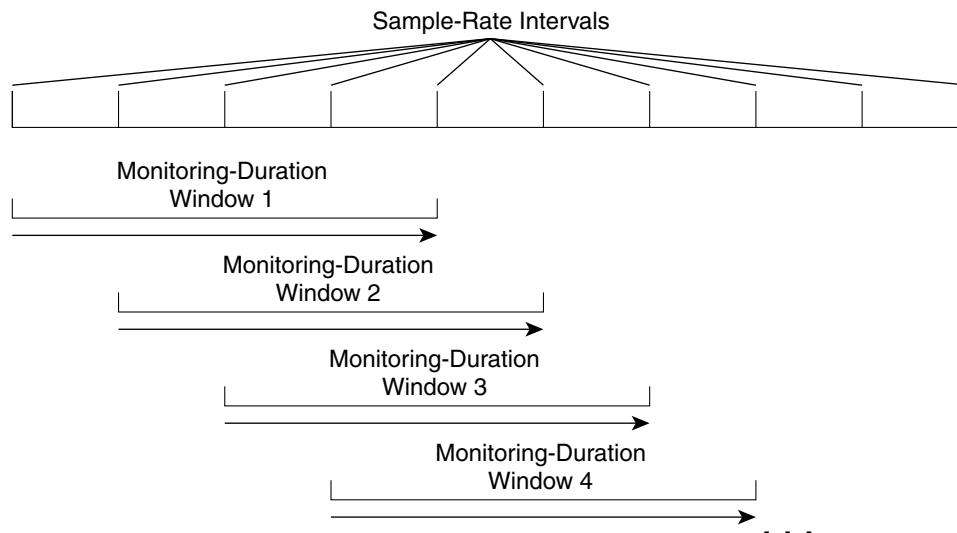 Sample-Rate Intervals
Monitoring-Duration
Window 1
Monitoring-Duration
Window 2
Monitoring-Duration
Window 3
Monitoring-Duration
Window 4
...